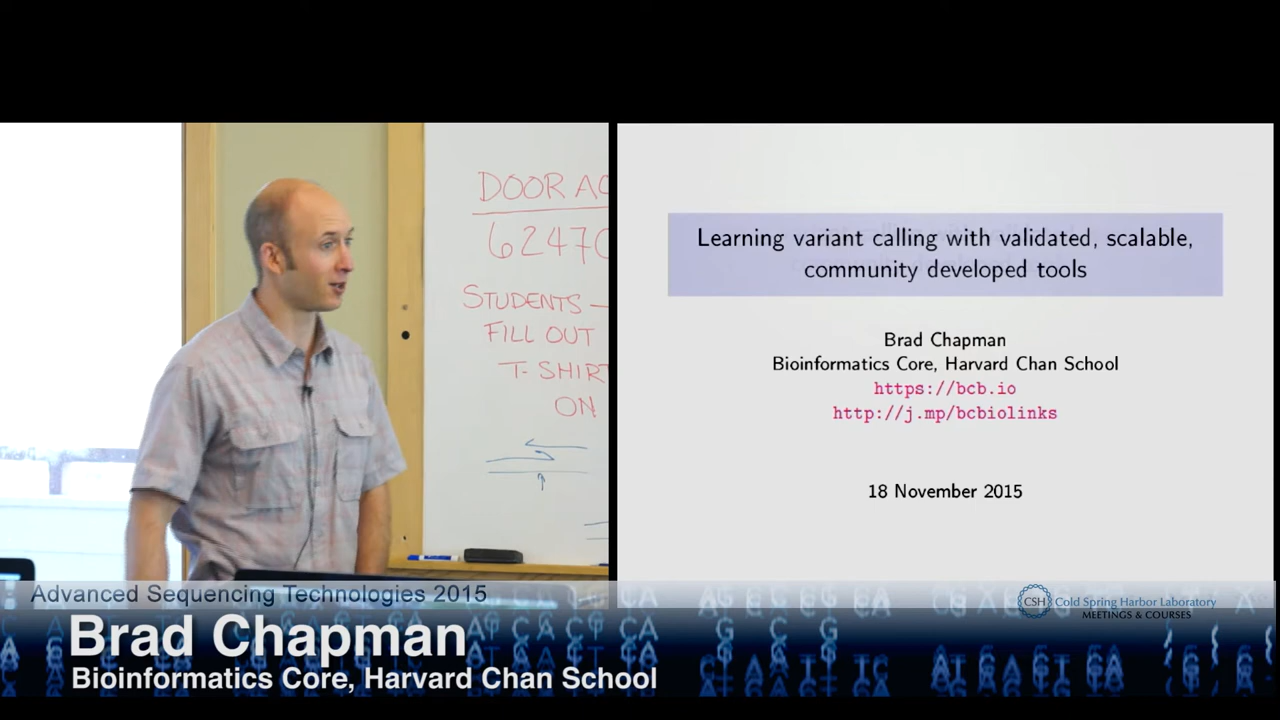 DOOR
6247
STUDENTS –
FILL OUT
T-SHIRT
ON
Learning variant calling with validated, scalable,
community developed tools
Brad Chapman
Bioinformatics Core, Harvard Chan School
https://bcb.io
http://j.mp/bcbiolinks
18 November 2015
Advanced Sequencing Technologies 2015
Brad Chapman
Bioinformatics Core, Harvard Chan School
CSH Cold Spring Harbor Laboratory
MEETINGS & COURSES